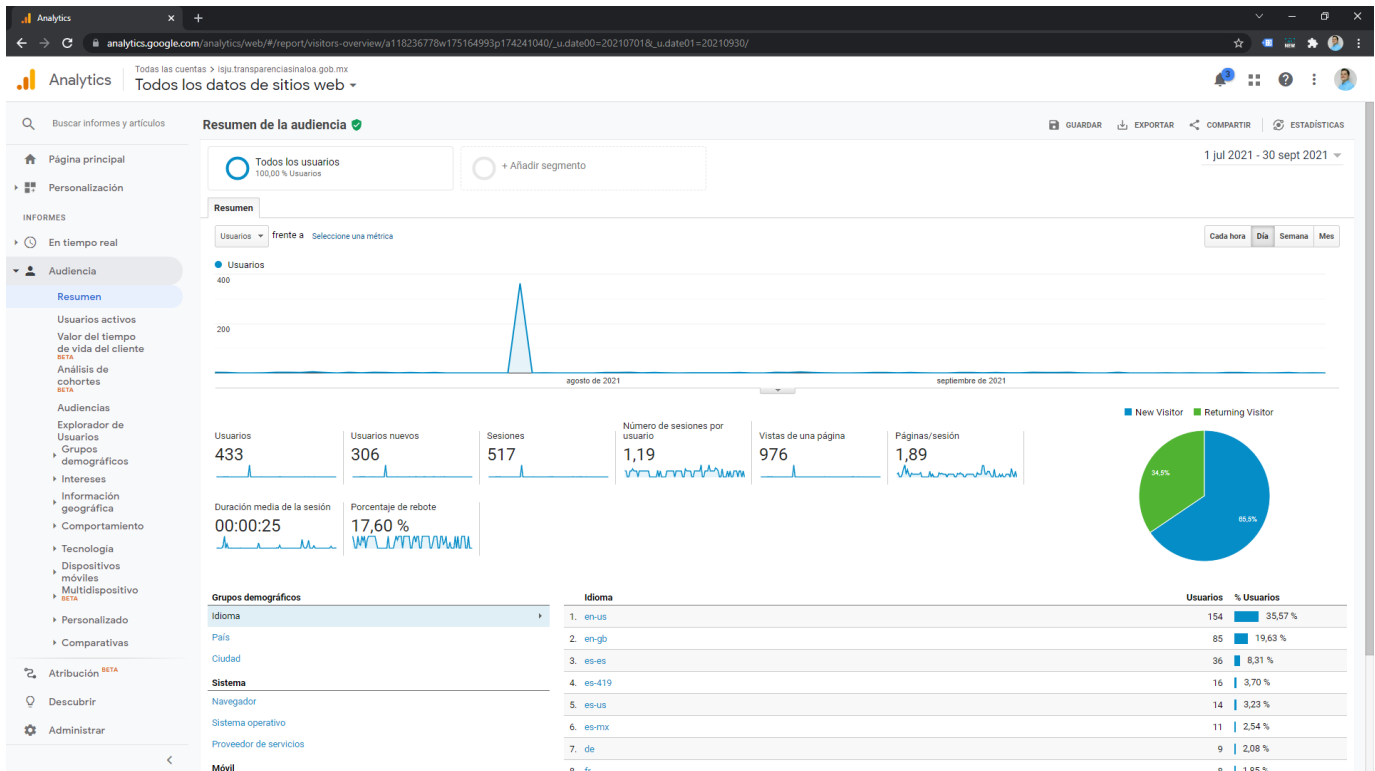 Analytics
analytics.google.com/analytics/web/#/report/visitors-overview/a118236778w175164993p174241040/_u.date00=20210701&_u.date01=20210930/
NEW
Analytics
Todas las cuentas > isju.transparenciasinaloa.gob.mx
Todos los datos de sitios web
3
Buscar informes y artículos
Página principal
Personalización
INFORMES
En tiempo real
Audiencia
Resumen
Usuarios activos
Valor del tiempo
de vida del cliente
BETA
Análisis de
cohortes
BETA
Audiencias
Explorador de
Usuarios
Grupos
demográficos
Intereses
Información
geográfica
Comportamiento
Tecnología
Dispositivos
móviles
Multidispositivo
BETA
Personalizado
Comparativas
Atribución BETA
Descubrir
Administrar
Resumen de la audiencia
GUARDAR
EXPORTAR
COMPARTIR
ESTADÍSTICAS
Todos los usuarios
100,00 % Usuarios
+ Añadir segmento
1 jul 2021 - 30 sept 2021
Resumen
Usuarios frente a Seleccione una métrica
Cada hora Día Semana Mes
Usuarios
400
200
agosto de 2021
septiembre de 2021
New Visitor Returning Visitor
34,5%
65,5%
Usuarios
433
Usuarios nuevos
306
Sesiones
517
Número de sesiones por
usuario
1,19
Vistas de una página
976
Páginas/sesión
1,89
Duración media de la sesión
00:00:25
Porcentaje de rebote
17,60 %
Grupos demográficos
Idioma
País
Ciudad
Sistema
Navegador
Sistema operativo
Proveedor de servicios
Móvil
Idioma Usuarios % Usuarios
1. en-us 154 35,57 %
2. en-gb 85 19,63 %
3. es-es 36 8,31 %
4. es-419 16 3,70 %
5. es-us 14 3,23 %
6. es-mx 11 2,54 %
7. de 9 2,08 %
8. fr 8 1,85 %